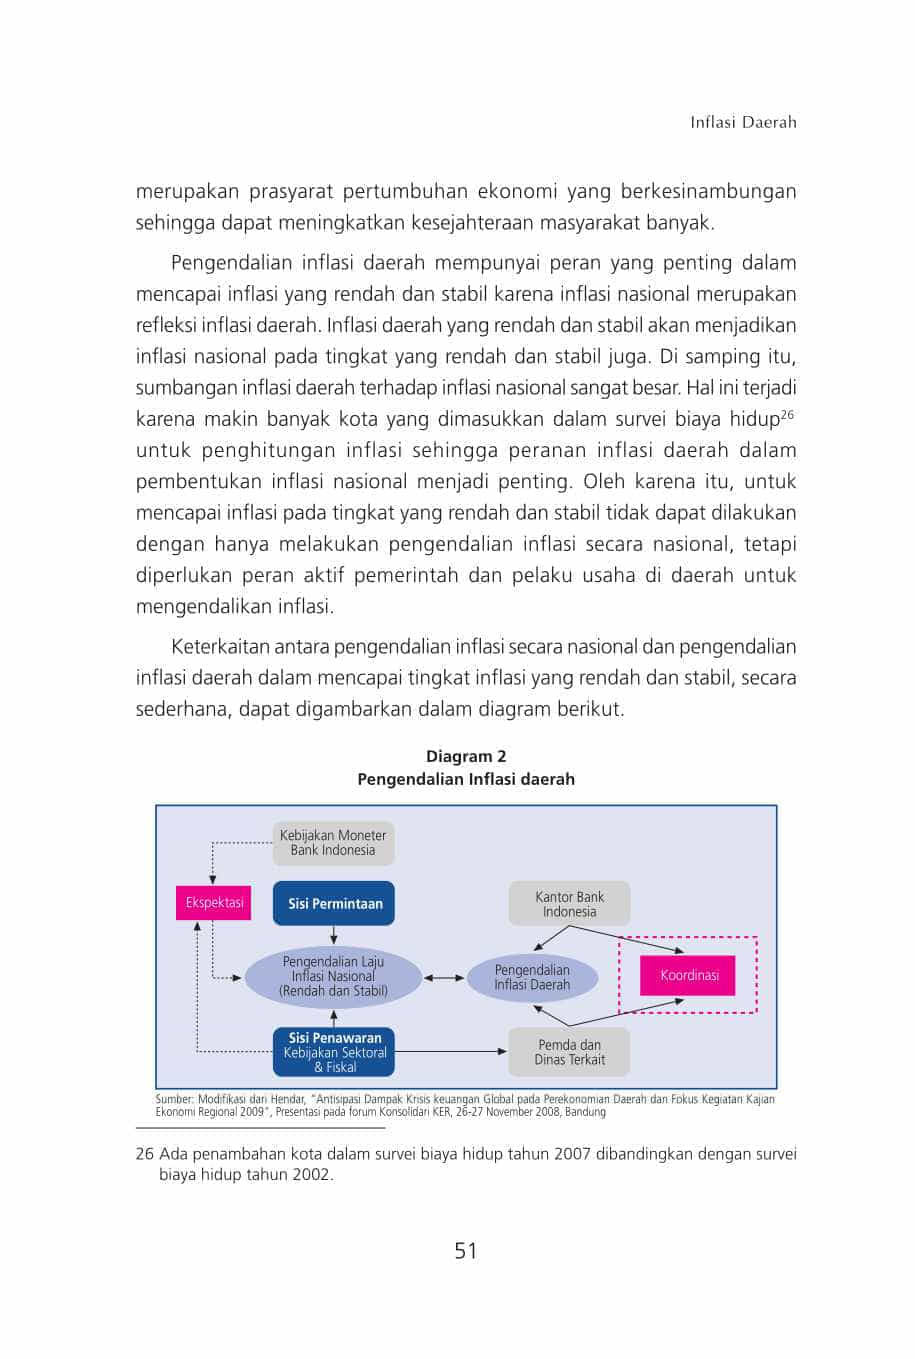 Inflasi Daerah
merupakan prasyarat pertumbuhan ekonomi yang berkesinambungan
sehingga dapat meningkatkan kesejahteraan masyarakat banyak.
Pengendalian inflasi daerah mempunyai peran yang penting dalam
mencapai inflasi yang rendah dan stabil karena inflasi nasional merupakan
refleksi inflasi daerah. Inflasi daerah yang rendah dan stabil akan menjadikan
inflasi nasional pada tingkat yang rendah dan stabil juga. Di samping itu,
sumbangan inflasi daerah terhadap inflasi nasional sangat besar. Hal ini terjadi
karena makin banyak kota yang dimasukkan dalam survei biaya hidup26
untuk penghitungan inflasi sehingga peranan inflasi daerah dalam
pembentukan inflasi nasional menjadi penting. Oleh karena itu, untuk
mencapai inflasi pada tingkat yang rendah dan stabil tidak dapat dilakukan
dengan hanya melakukan pengendalian inflasi secara nasional, tetapi
diperlukan peran aktif pemerintah dan pelaku usaha di daerah untuk
mengendalikan inflasi.
Keterkaitan antara pengendalian inflasi secara nasional dan pengendalian
inflasi daerah dalam mencapai tingkat inflasi yang rendah dan stabil, secara
sederhana, dapat digambarkan dalam diagram berikut.
Diagram 2
Pengendalian Inflasi daerah
Kebijakan Moneter
Bank Indonesia
Ekspektasi
Sisi Permintaan
Kantor Bank
Indonesia
Pengendalian Laju
Inflasi Nasional
(Rendah dan Stabil)
Pengendalian
Inflasi Daerah
Koordinasi
Sisi Penawaran
Kebijakan Sektoral
& Fiskal
Pemda dan
Dinas Terkait
Sumber: Modifikasi dari Hendar, "Antisipasi Dampak Krisis keuangan Global pada Perekonomian Daerah dan Fokus Kegiatan Kajian
Ekonomi Regional 2009", Presentasi pada forum Konsolidari KER, 26-27 November 2008, Bandung
26 Ada penambahan kota dalam survei biaya hidup tahun 2007 dibandingkan dengan survei
biaya hidup tahun 2002.
51